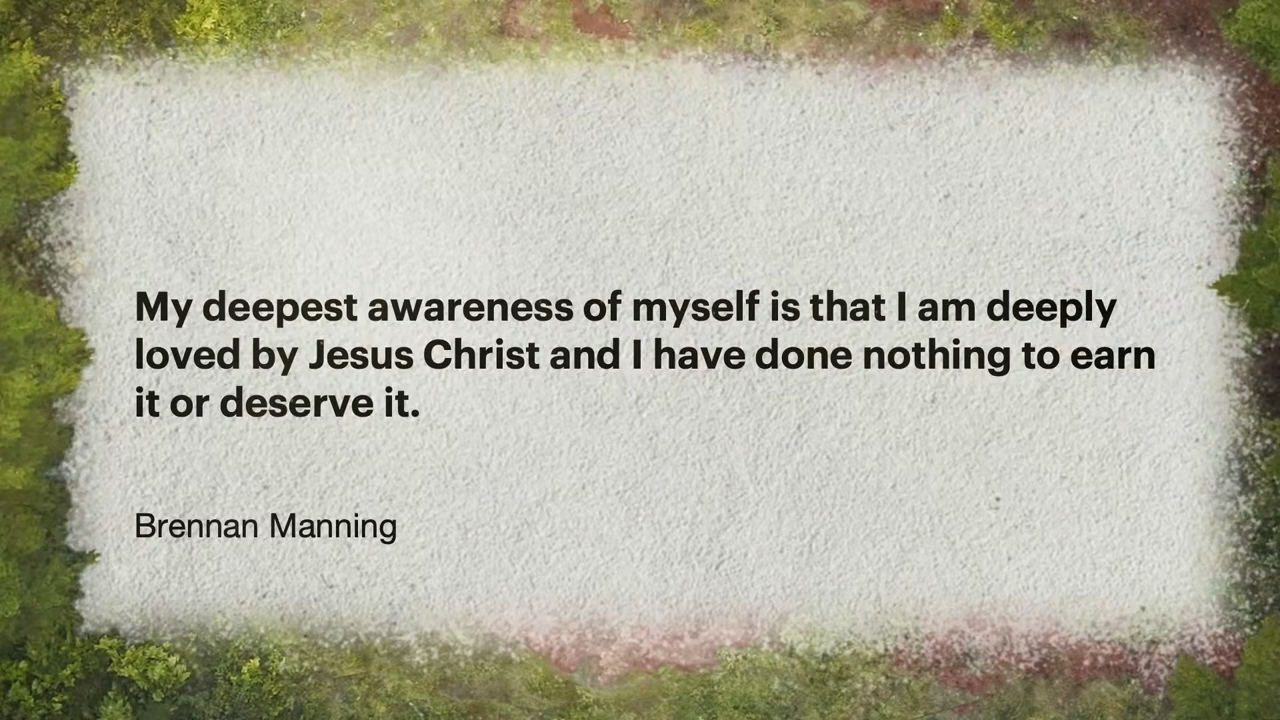 My deepest awareness of myself is that I am deeply
loved by Jesus Christ and I have done nothing to earn
it or deserve it.
Brennan Manning